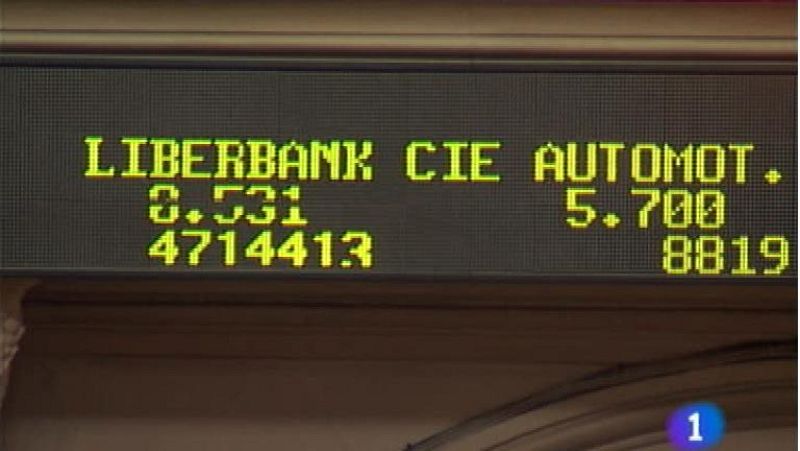 LIBERBANK CIE AUTOMOT.
0.531 5.700
4714413 8819
1